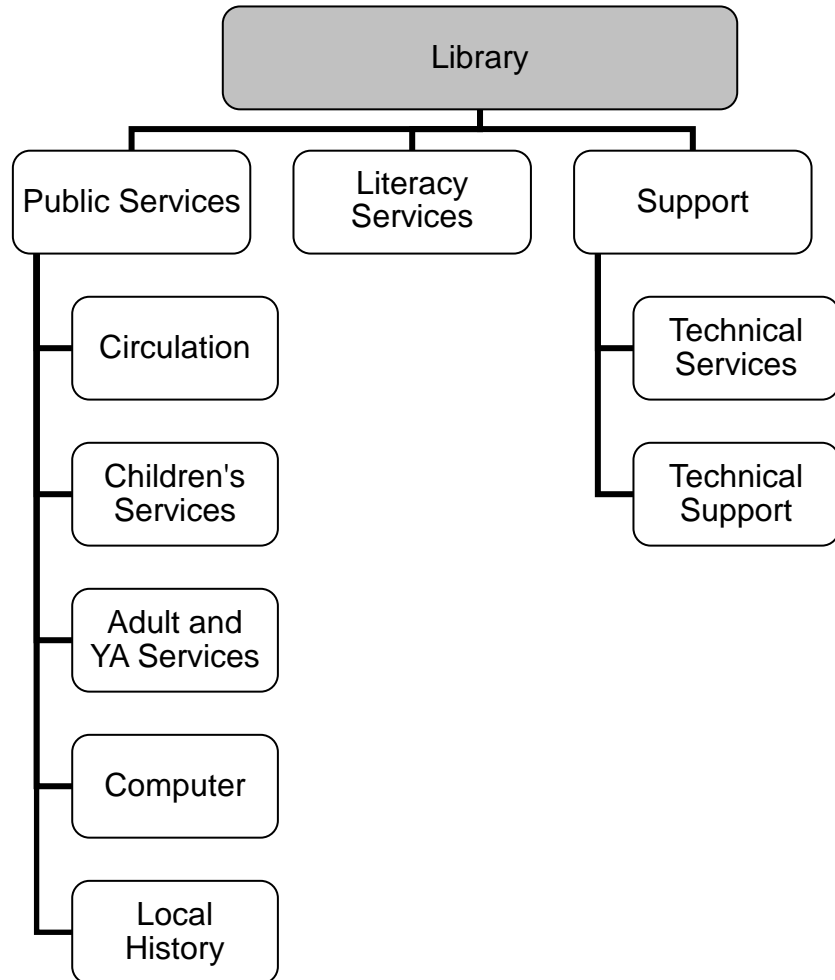 Library
Public Services
Literacy
Services
Support
Circulation
Children's
Services
Adult and
YA Services
Computer
Local
History
Technical
Services
Technical
Support